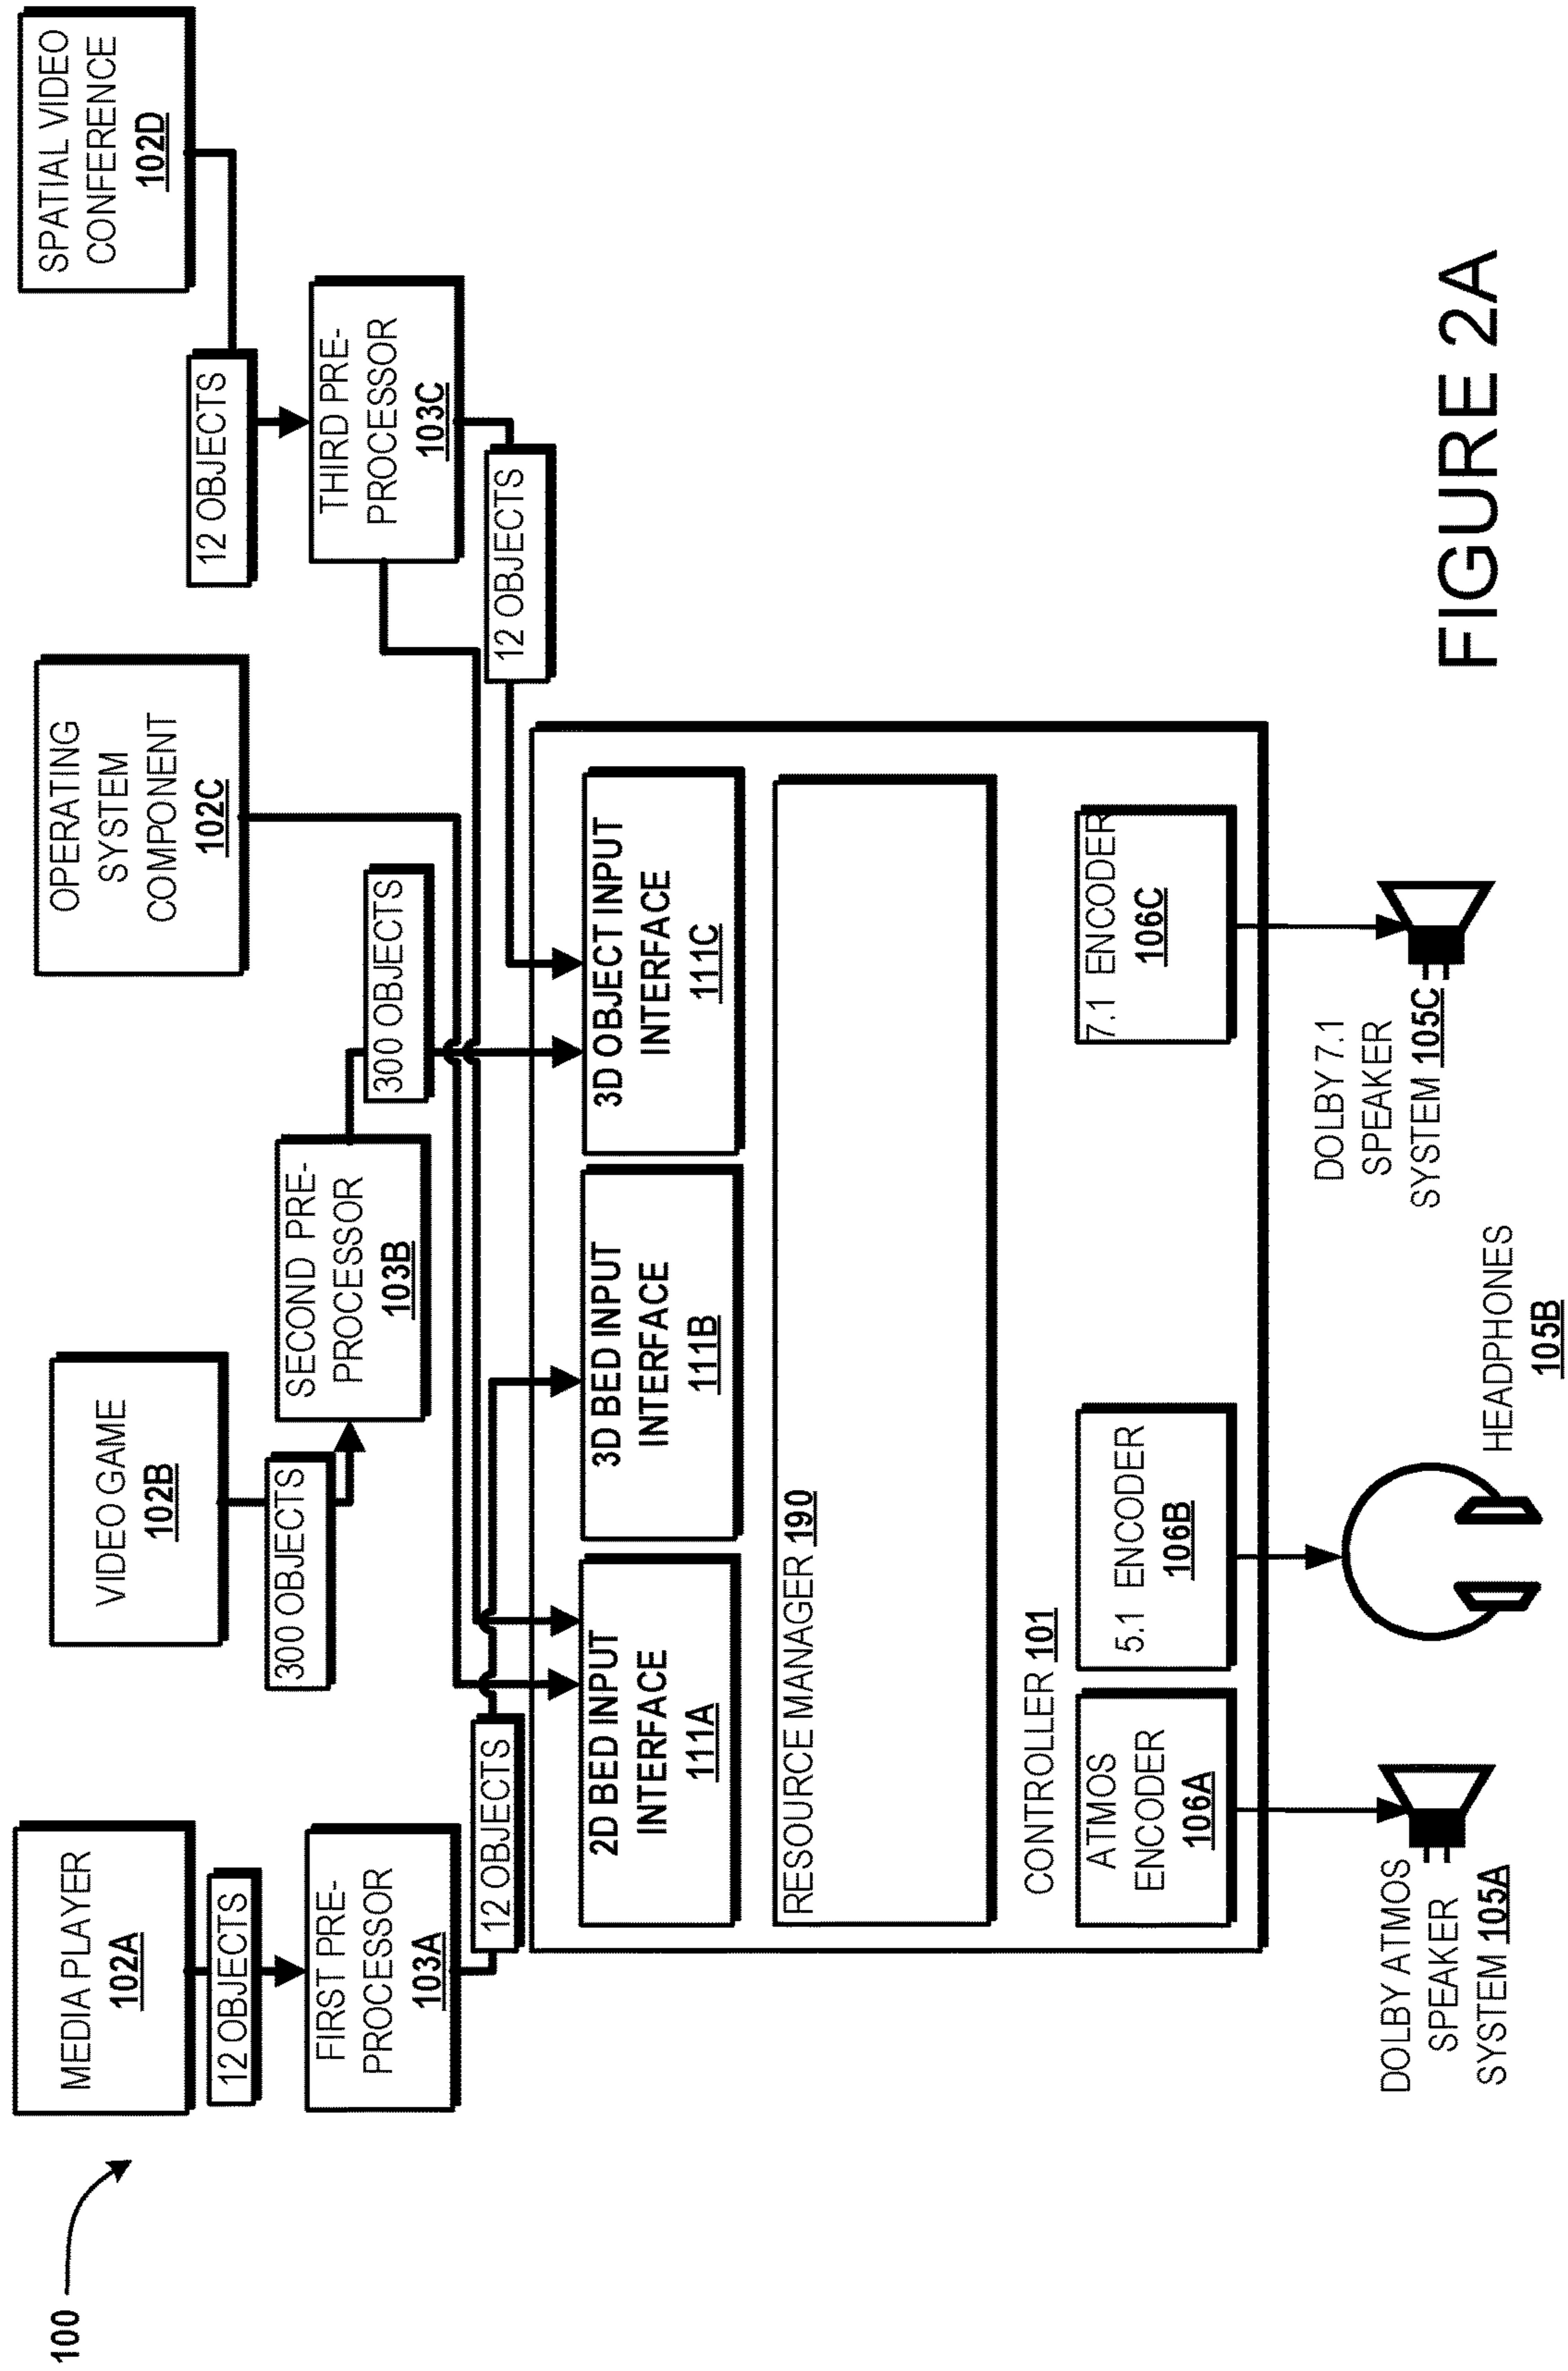 100
MEDIA PLAYER
102A
12 OBJECTS
FIRST PRE-
PROCESSOR
103A
12 OBJECTS
VIDEO GAME
102B
300 OBJECTS
SECOND PRE-
PROCESSOR
103B
300 OBJECTS
OPERATING
SYSTEM
COMPONENT
102C
SPATIAL VIDEO
CONFERENCE
102D
12 OBJECTS
THIRD PRE-
PROCESSOR
103C
12 OBJECTS
2D BED INPUT
INTERFACE
111A
3D BED INPUT
INTERFACE
111B
3D OBJECT INPUT
INTERFACE
111C
RESOURCE MANAGER 190
CONTROLLER 101
ATMOS
ENCODER
106A
5.1 ENCODER
106B
7.1 ENCODER
106C
DOLBY ATMOS
SPEAKER
SYSTEM 105A
HEADPHONES
105B
DOLBY 7.1
SPEAKER
SYSTEM 105C
FIGURE 2A